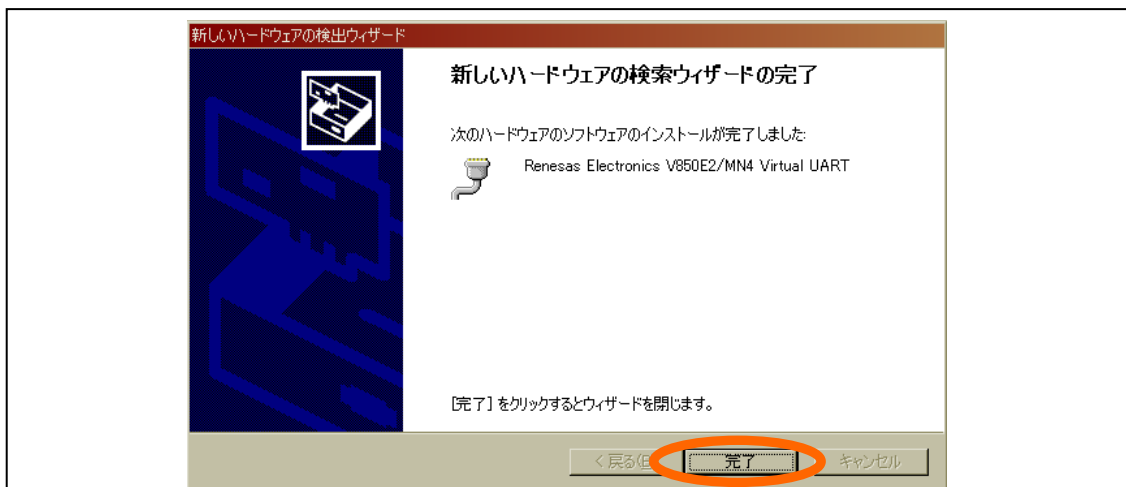 新しいハードウェアの検出ウィザード
新しいハードウェアの検索ウィザードの完了
次のハードウェアのソフトウェアのインストールが完了しました:
Renesas Electronics V850E2/MN4 Virtual UART
[完了] をクリックするとウィザードを閉じます。
< 戻る(B 完了 キャンセル